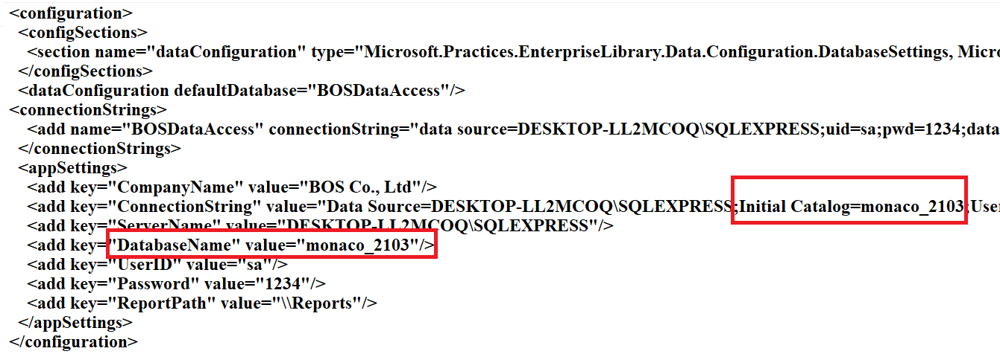 <configuration>
<configSections>
<section name="dataConfiguration" type="Microsoft.Practices.EnterpriseLibrary.Data.Configuration.DatabaseSettings, Micro
</configSections>
<dataConfiguration defaultDatabase="BOSDataAccess"/>
<connectionStrings>
<add name="BOSDataAccess" connectionString="data source=DESKTOP-LL2MCOQ\SQLEXPRESS;uid=sa;pwd=1234;data
</connectionStrings>
<appSettings>
<add key="CompanyName" value="BOS Co., Ltd"/>
<add key="ConnectionString" value="Data Source=DESKTOP-LL2MCOQ\SQLEXPRESS;Initial Catalog=monaco_2103;User
<add key="ServerName" value="DESKTOP-LL2MCOQ\SQLEXPRESS"/>
<add key="DatabaseName" value="monaco_2103"/>
<add key="UserID" value="sa"/>
<add key="Password" value="1234"/>
<add key="ReportPath" value="\\Reports"/>
</appSettings>
</configuration>